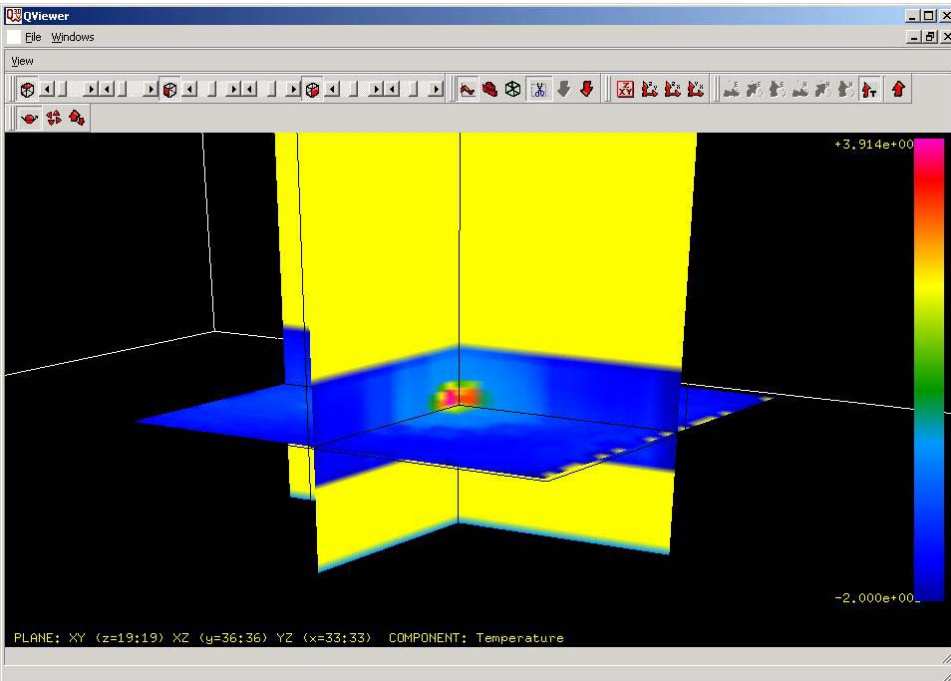 QViewer
File Windows
View
+3.914e+00
-2.000e+00
PLANE: XY (z=19:19) XZ (y=36:36) YZ (x=33:33) COMPONENT: Temperature